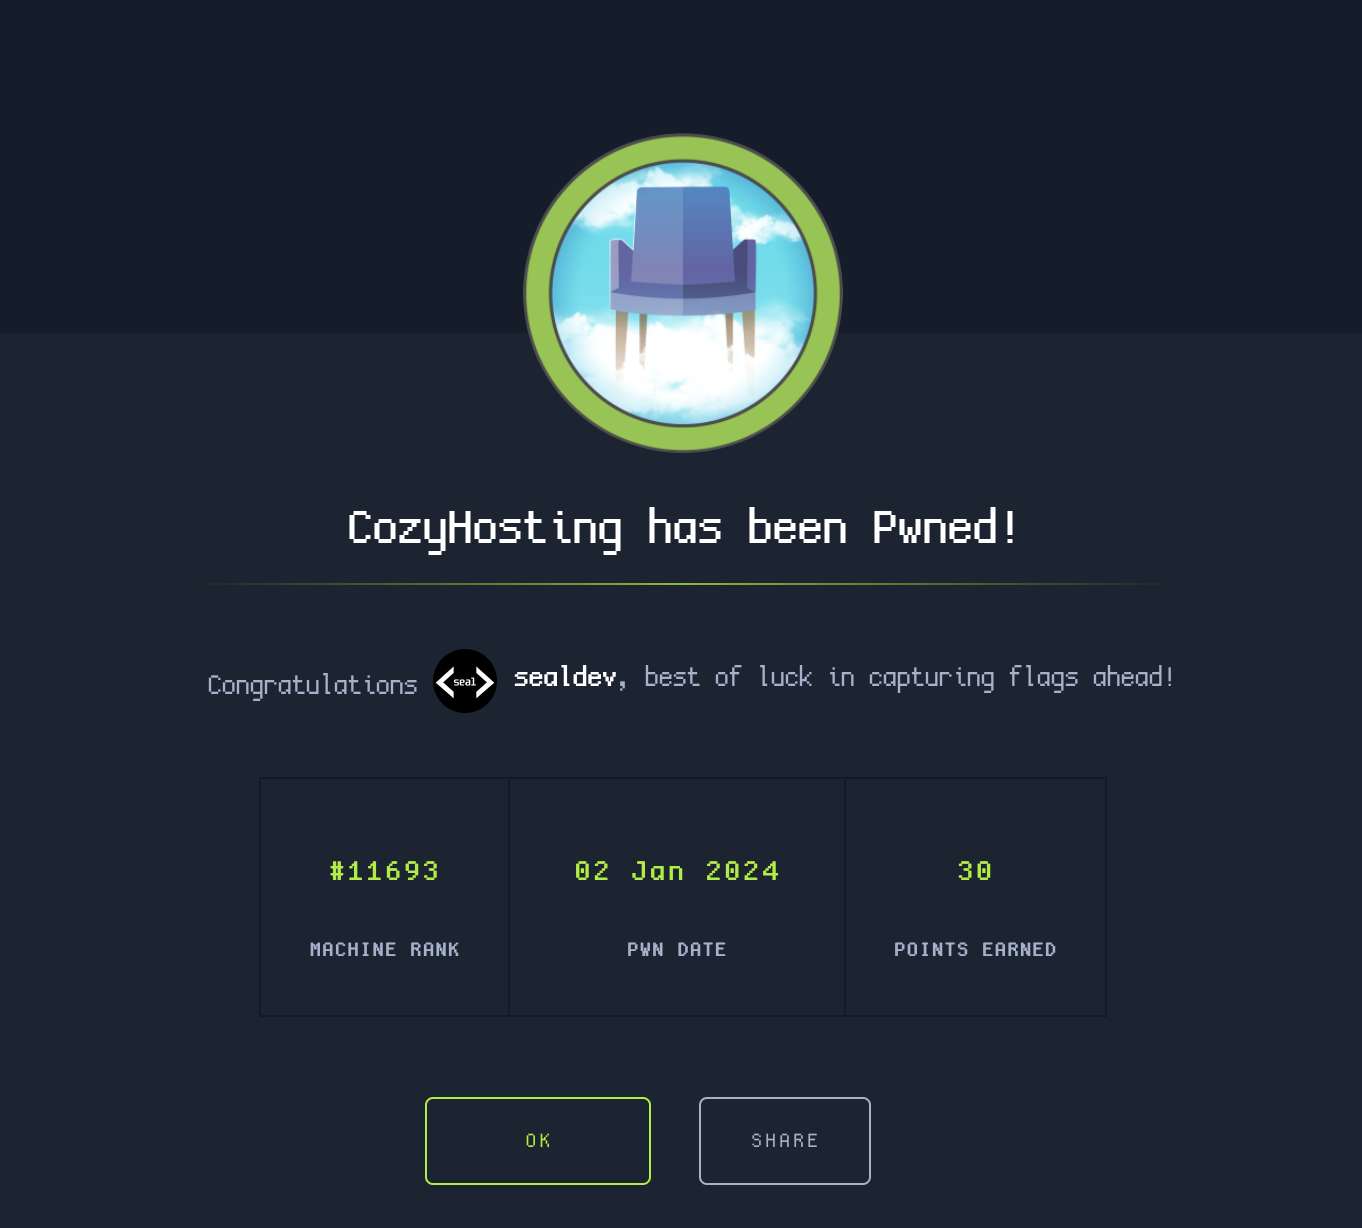 CozyHosting has been Pwned!
Congratulations seal sealdev, best of luck in capturing flags ahead!
#11693 02 Jan 2024 30
MACHINE RANK PWN DATE POINTS EARNED
OK SHARE